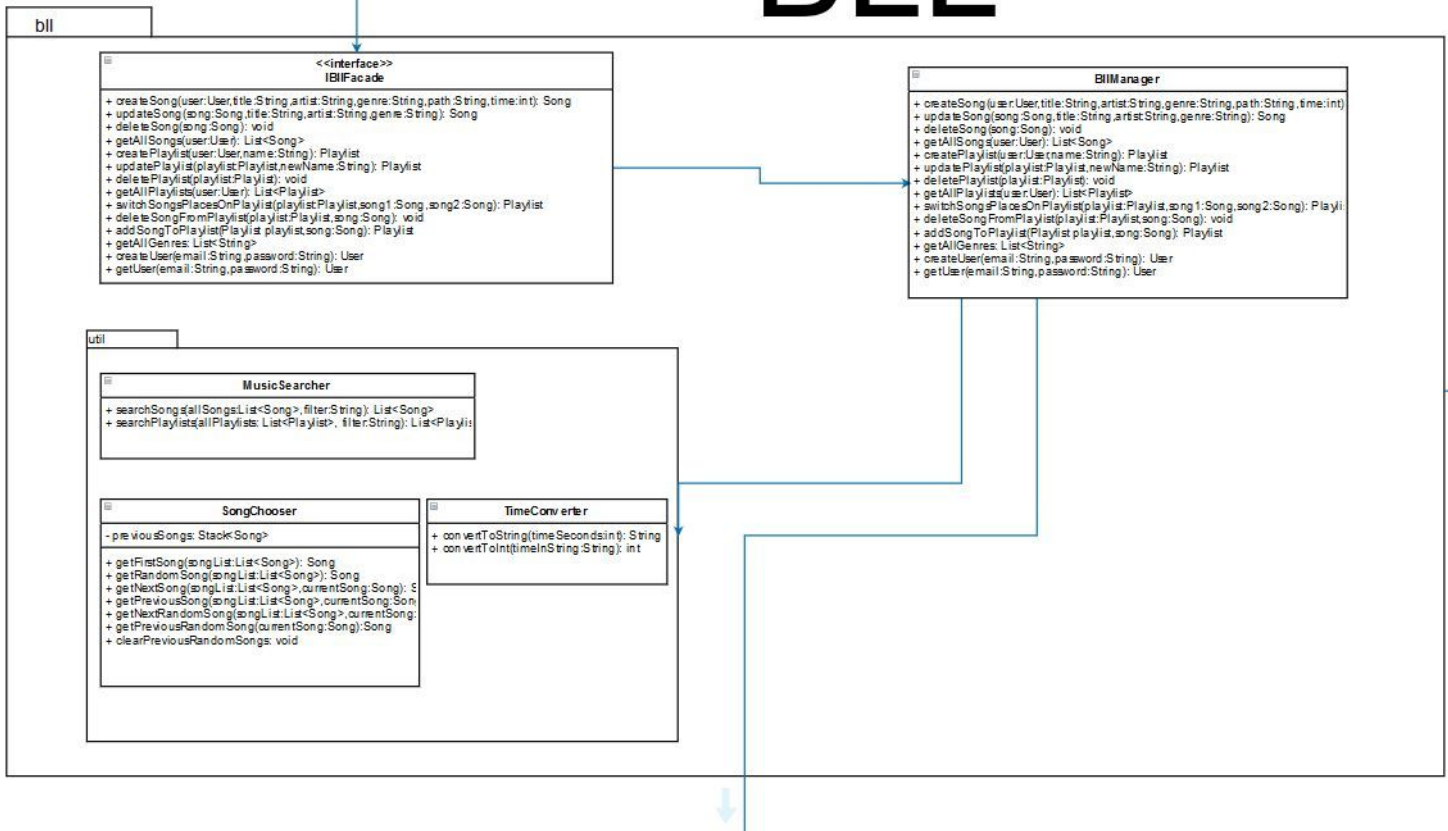 BLL
bll
<<interface>>
IBllFacade
+ createSong(user:User,title:String,artist:String,genre:String,path:String,time:int): Song
+ updateSong(song:Song,title:String,artist:String,genre:String): Song
+ deleteSong(song:Song): void
+ getAllSongs(user:User): List<Song>
+ createPlaylist(user:User,name:String): Playlist
+ updatePlaylist(playlist:Playlist,newName:String): Playlist
+ deletePlaylist(playlist:Playlist): void
+ getAllPlaylists(user:User): List<Playlist>
+ switchSongsPlacesOnPlaylist(playlist:Playlist,song1:Song,song2:Song): Playlist
+ deleteSongFromPlaylist(playlist:Playlist,song:Song): void
+ addSongToPlaylist(Playlist playlist,song:Song): Playlist
+ getAllGenres: List<String>
+ createUser(email:String,password:String): User
+ getUser(email:String,password:String): User
BllManager
+ createSong(user:User,title:String,artist:String,genre:String,path:String,time:int)
+ updateSong(song:Song,title:String,artist:String,genre:String): Song
+ deleteSong(song:Song): void
+ getAllSongs(user:User): List<Song>
+ createPlaylist(user:User,name:String): Playlist
+ updatePlaylist(playlist:Playlist,newName:String): Playlist
+ deletePlaylist(playlist:Playlist): void
+ getAllPlaylists(user:User): List<Playlist>
+ switchSongsPlacesOnPlaylist(playlist:Playlist,song1:Song,song2:Song): Playli
+ deleteSongFromPlaylist(playlist:Playlist,song:Song): void
+ addSongToPlaylist(Playlist playlist,song:Song): Playlist
+ getAllGenres: List<String>
+ createUser(email:String,password:String): User
+ getUser(email:String,password:String): User
util
MusicSearcher
+ searchSongs(allSongs:List<Song>,filter:String): List<Song>
+ searchPlaylists(allPlaylists: List<Playlist>, filter:String): List<Playlis
SongChooser
- previousSongs: Stack<Song>
+ getFirstSong(songList:List<Song>): Song
+ getRandomSong(songList:List<Song>): Song
+ getNextSong(songList:List<Song>,currentSong:Song): S
+ getPreviousSong(songList:List<Song>,currentSong:Song
+ getNextRandomSong(songList:List<Song>,currentSong:
+ getPreviousRandomSong(currentSong:Song):Song
+ clearPreviousRandomSongs: void
TimeConverter
+ convertToString(timeSeconds:int): String
+ convertToInt(timeInString:String): int